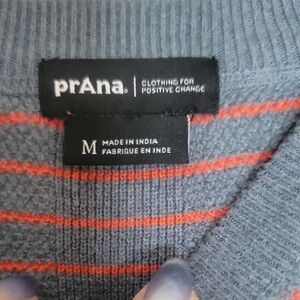 prAna. | CLOTHING FOR
POSITIVE CHANGE
M MADE IN INDIA
FABRIQUÉ EN INDE